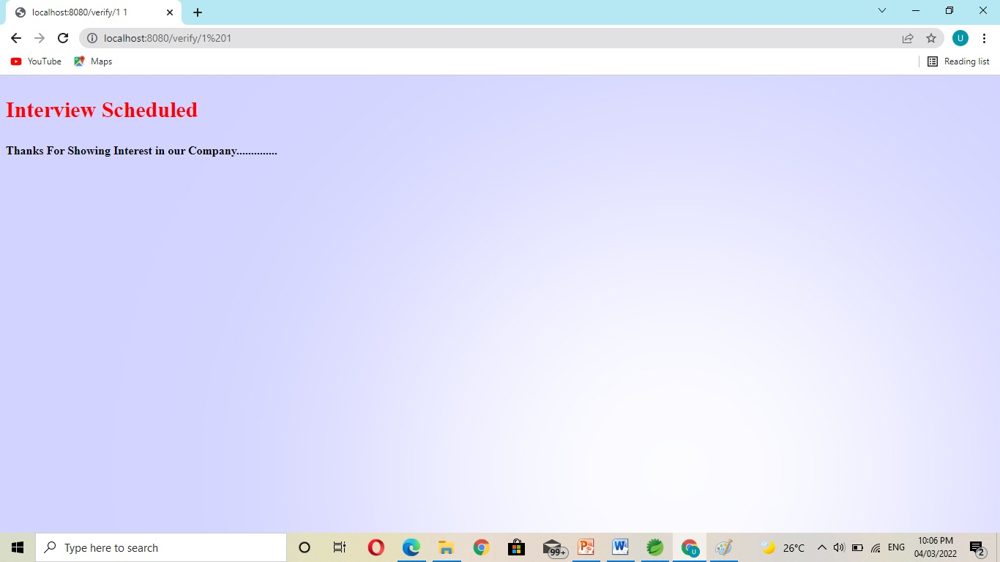 localhost:8080/verify/1 1
localhost:8080/verify/1%201
U
YouTube
Maps
Reading list
Interview Scheduled
Thanks For Showing Interest in our Company..............
Type here to search
99+
U
26°C
ENG
10:06 PM
04/03/2022
2